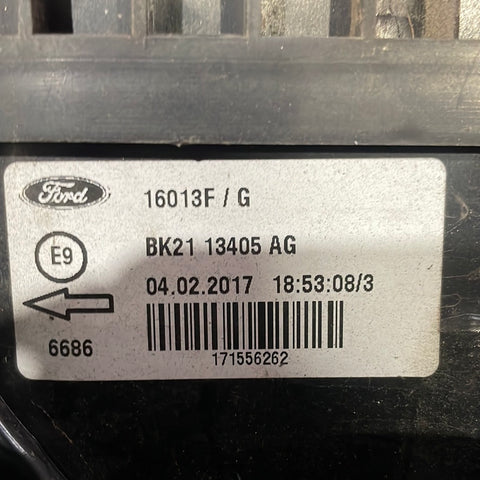 Ford
16013F / G
E9
BK21 13405 AG
04.02.2017 18:53:08/3
6686
171556262